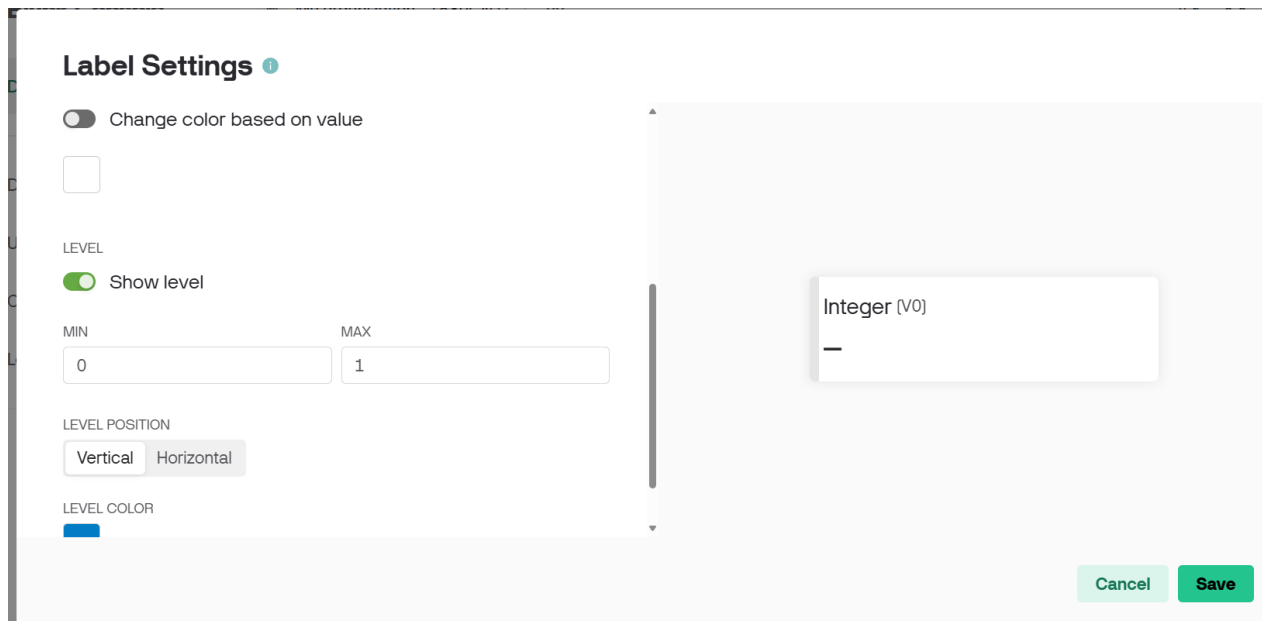 Label Settings
Change color based on value
LEVEL
Show level
MIN MAX
0 1
LEVEL POSITION
Vertical Horizontal
LEVEL COLOR
Integer (V0)
—
Cancel Save